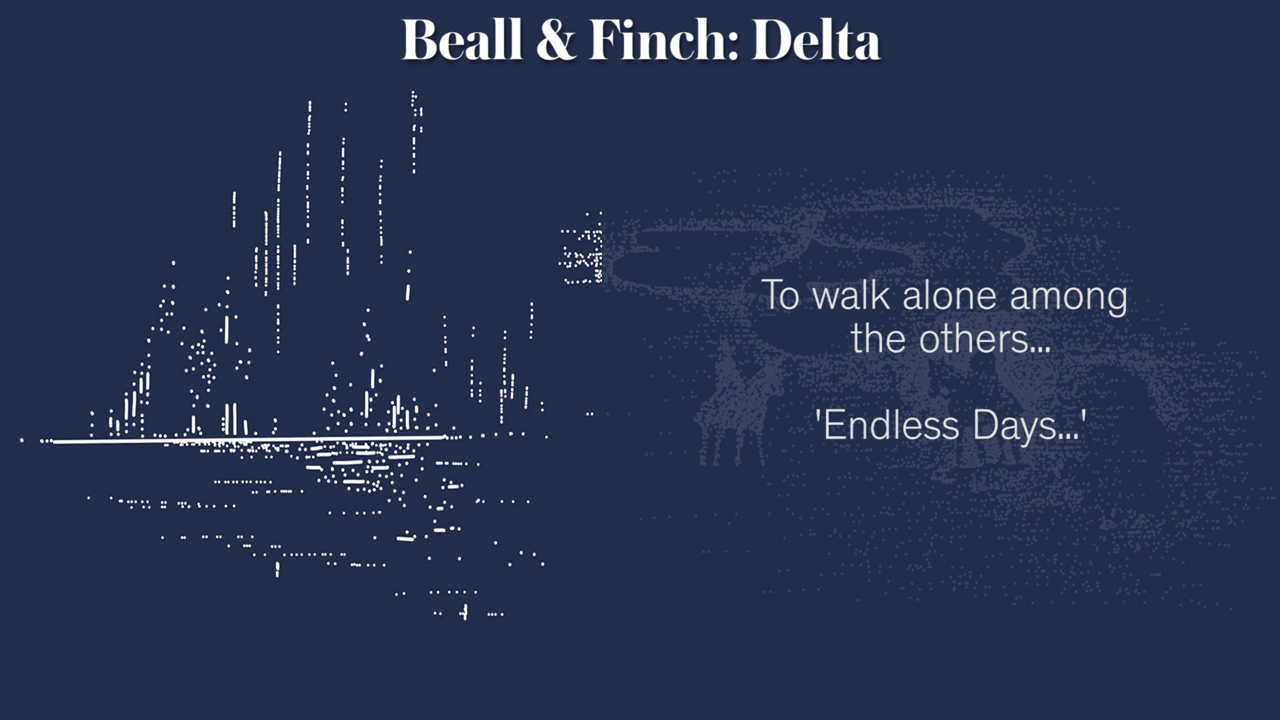 Beall & Finch: Delta
To walk alone among
the others...
'Endless Days...'